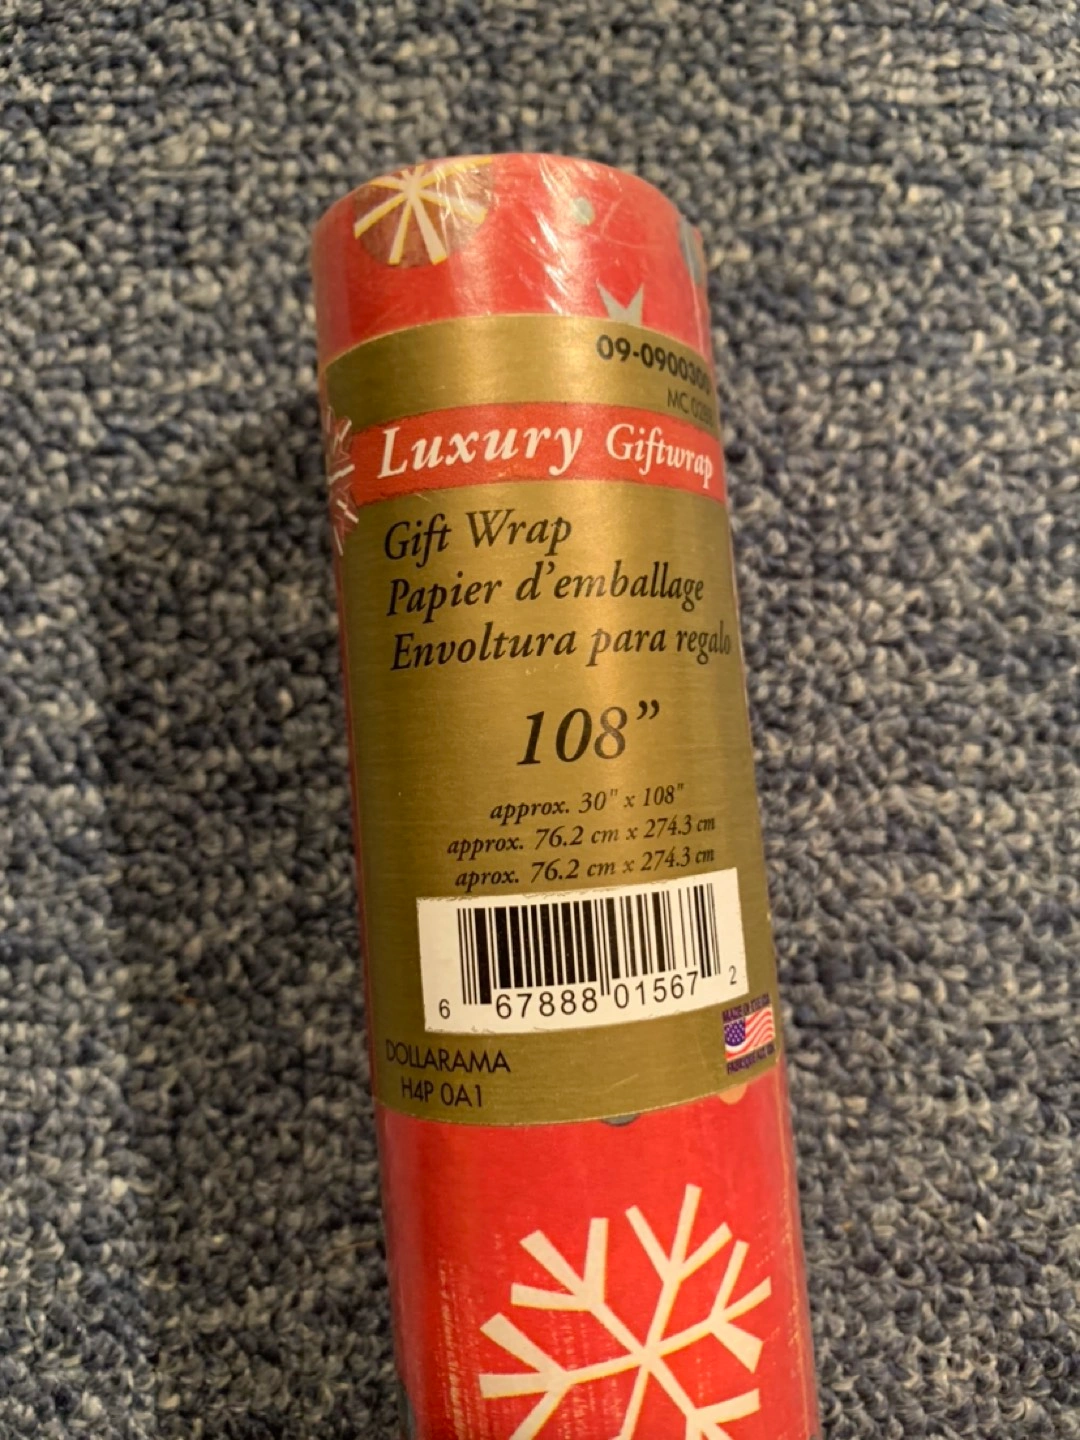 09-0900300
Luxury Giftwrap
Gift Wrap
Papier d'emballage
Envoltura para regalo
108”
approx. 30" x 108"
approx. 76.2 cm x 274.3 cm
aprox. 76.2 cm x 274.3 cm
6 67888 01567 2
DOLLARAMA
H4P 0A1